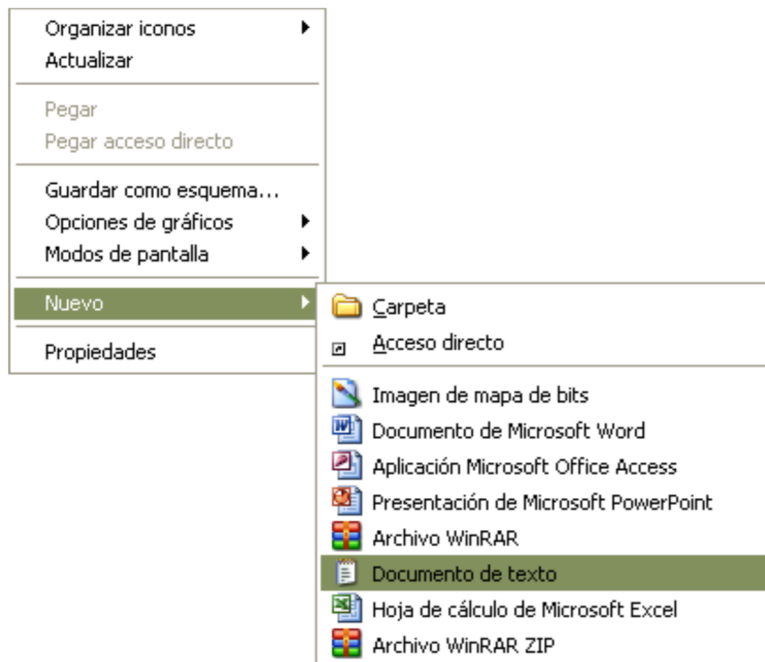 Organizar iconos
Actualizar
Pegar
Pegar acceso directo
Guardar como esquema...
Opciones de gráficos
Modos de pantalla
Nuevo
Propiedades
Carpeta
Acceso directo
Imagen de mapa de bits
Documento de Microsoft Word
Aplicación Microsoft Office Access
Presentación de Microsoft PowerPoint
Archivo WinRAR
Documento de texto
Hoja de cálculo de Microsoft Excel
Archivo WinRAR ZIP